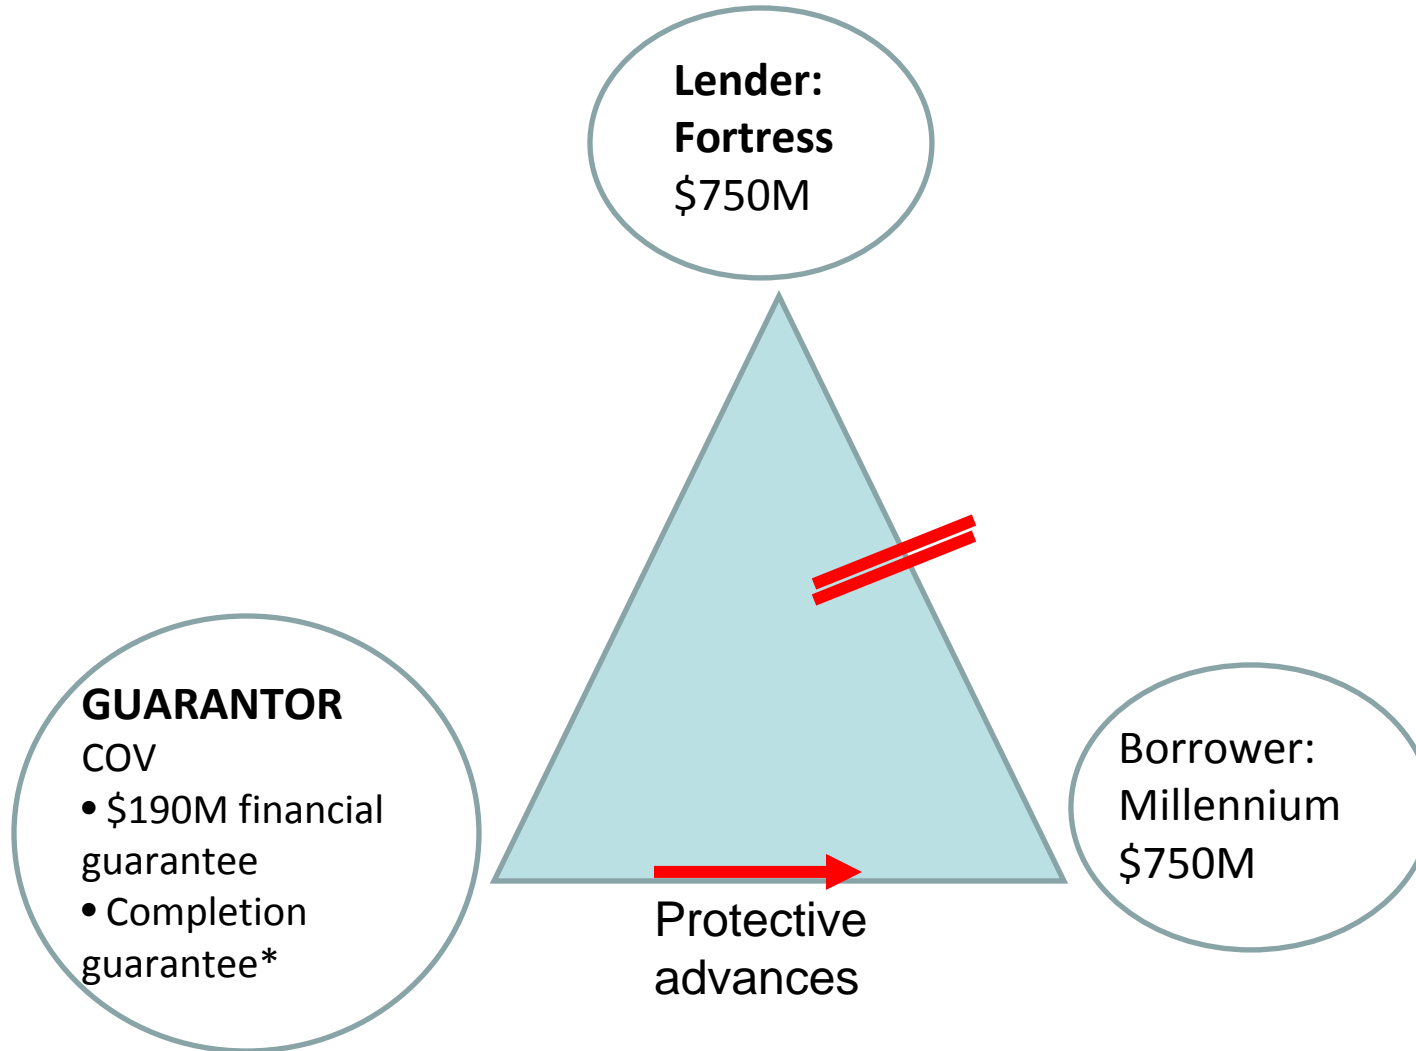 Lender:
Fortress
$750M
GUARANTOR
COV
• $190M financial
guarantee
• Completion
guarantee*
Borrower:
Millennium
$750M
Protective
advances